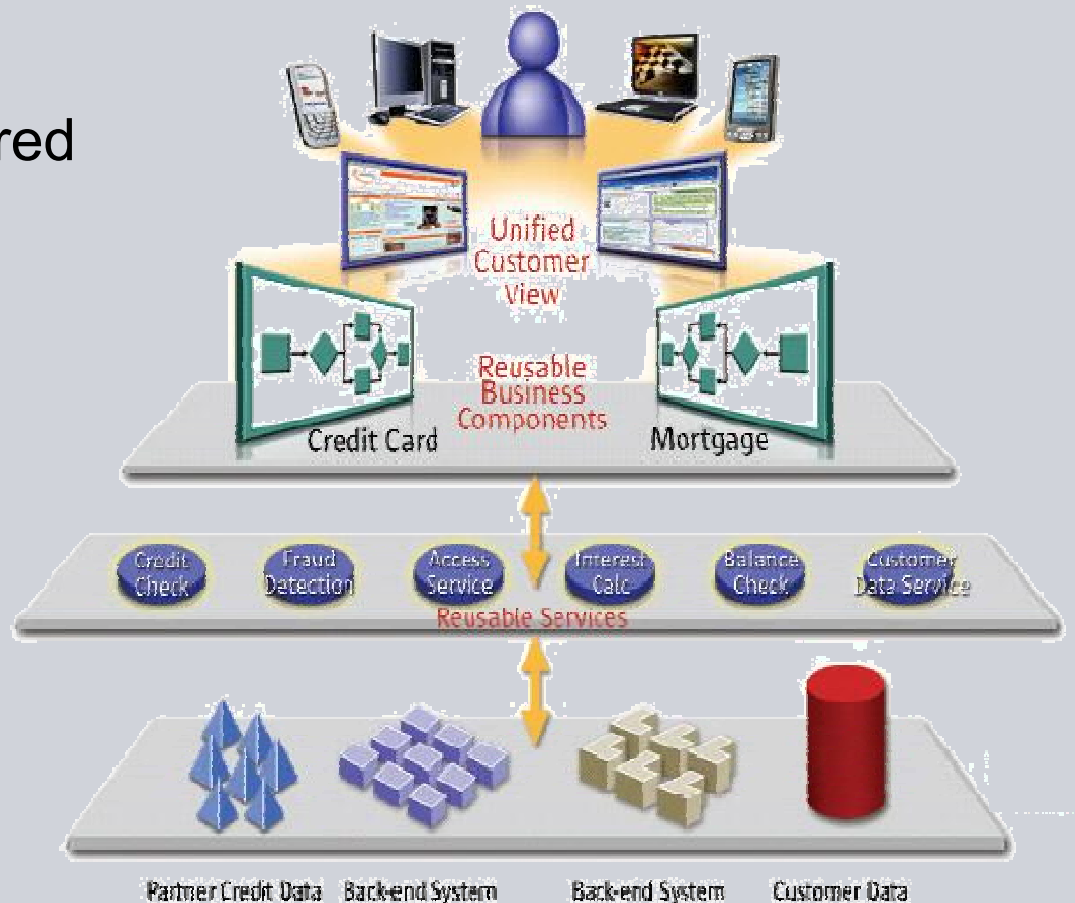 red
Unified
Customer
View
Reusable
Business
Components
Credit Card
Mortgage
Credit
Check
Fraud
Detection
Access
Service
Interest
Calc
Balance
Check
Customer
Data Service
Reusable Services
Partner Credit Data
Back-end System
Back-end System
Customer Data